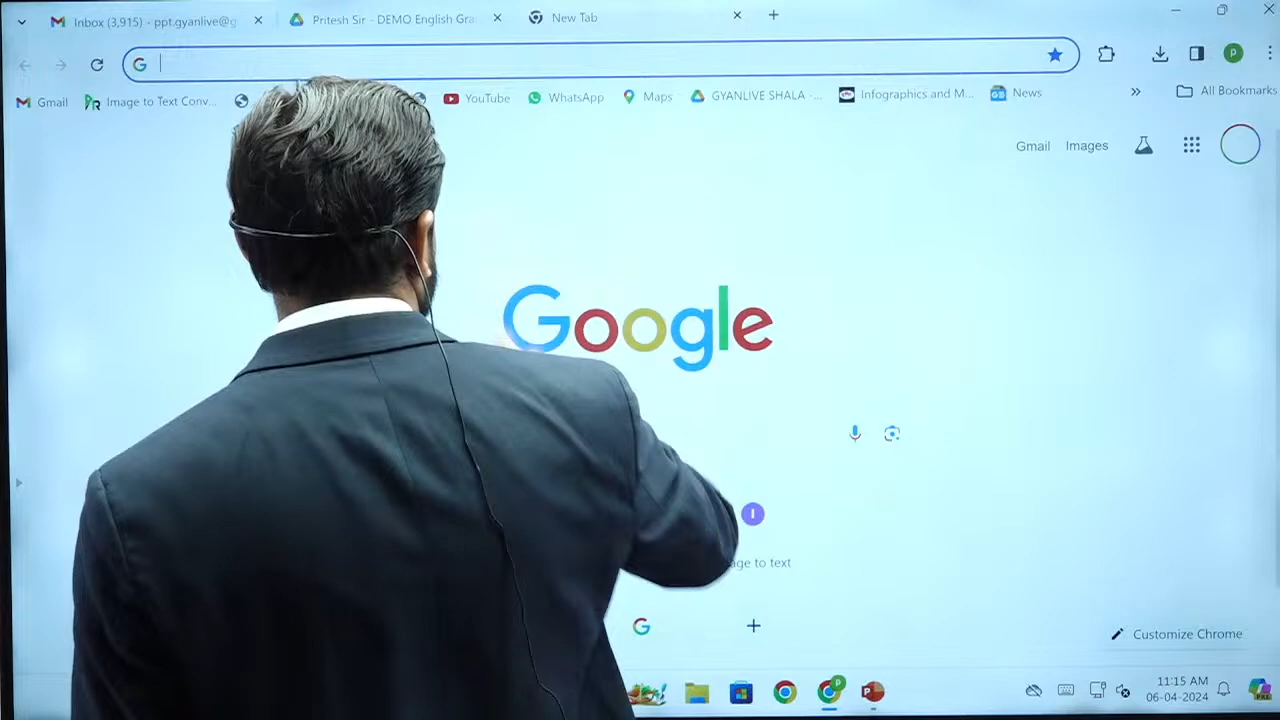 Inbox (3,915) - ppt.gyanlive@g
Pritesh Sir - DEMO English Gra
New Tab
Gmail
Image to Text Conv...
YouTube
WhatsApp
Maps
GYANLIVE SHALA -...
Infographics and M...
News
All Bookmarks
Gmail
Images
P
Google
I
age to text
Customize Chrome
11:15 AM
06-04-2024